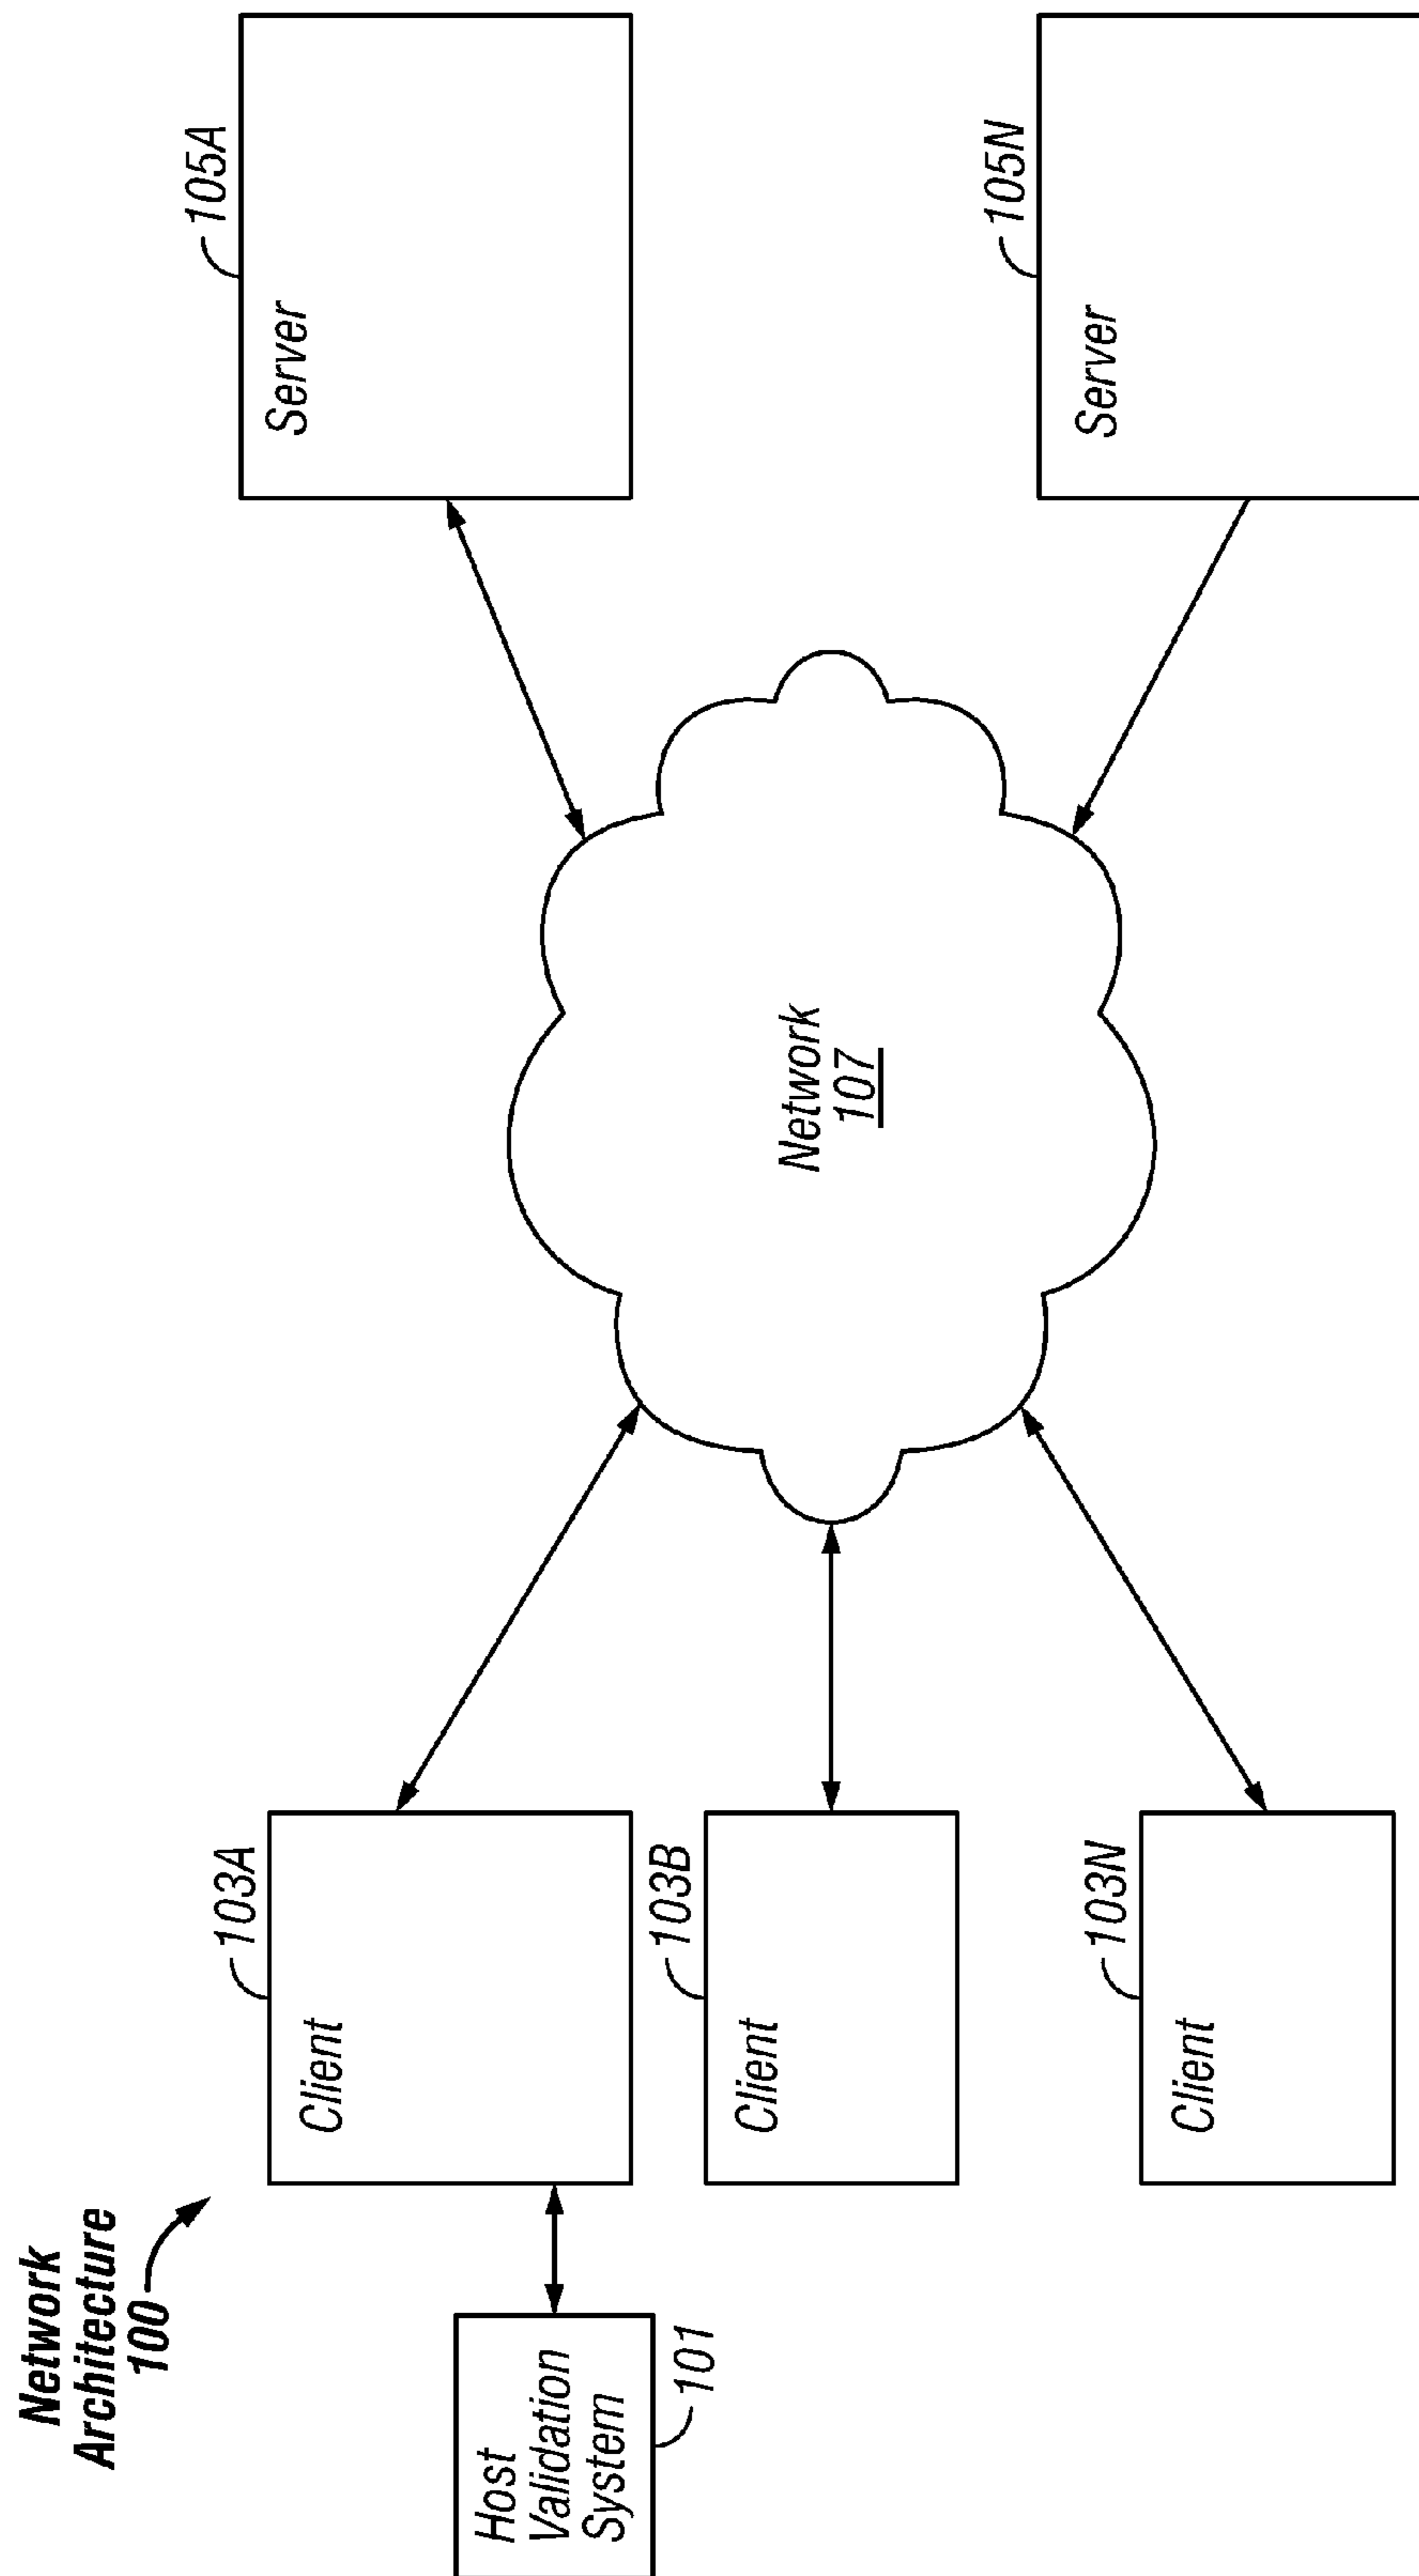 Network
Architecture
100
Host
Validation
System
101
Client
103A
Client
103B
Client
103N
Network
107
Server
105A
Server
105N